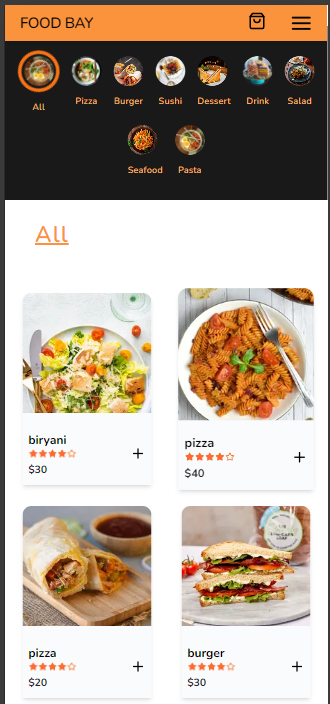 FOOD BAY
All Pizza Burger Sushi Dessert Drink Salad
Seafood Pasta
All
biryani
$30
pizza
$40
pizza
$20
burger
$30